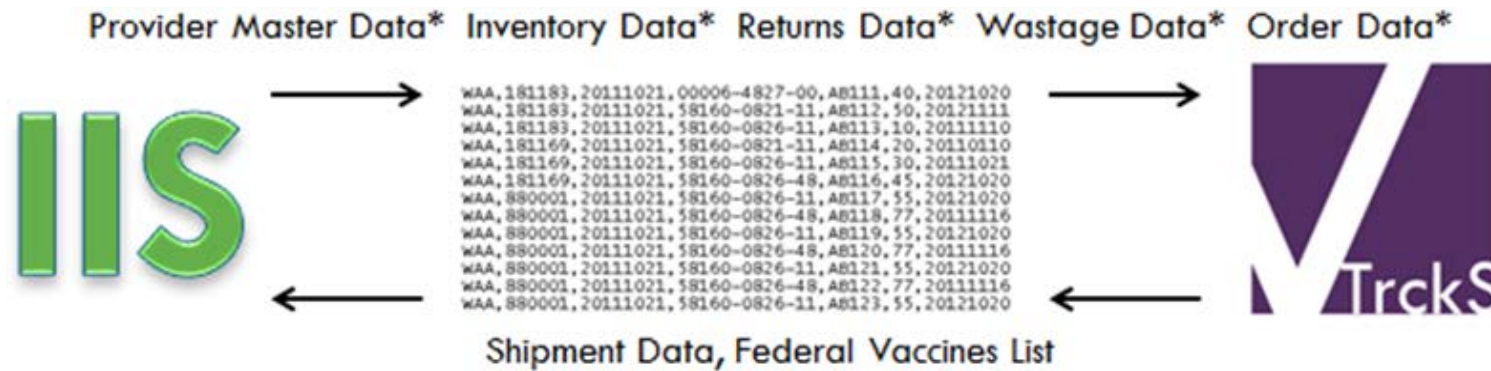 Provider Master Data* Inventory Data* Returns Data* Wastage Data* Order Data*
IIS
WAA,181183,20111021,00006-4827-00,AB111,40,20121020
WAA,181183,20111021,58160-0821-11,AB112,50,20121111
WAA,181183,20111021,58160-0826-11,AB113,10,20111110
WAA,181169,20111021,58160-0821-11,AB114,20,20110110
WAA,181169,20111021,58160-0826-11,AB115,30,20111021
WAA,181169,20111021,58160-0826-48,AB116,45,20121020
WAA,880001,20111021,58160-0826-11,AB117,55,20121020
WAA,880001,20111021,58160-0826-48,AB118,77,20111116
WAA,880001,20111021,58160-0826-11,AB119,55,20121020
WAA,880001,20111021,58160-0826-48,AB120,77,20111116
WAA,880001,20111021,58160-0826-11,AB121,55,20121020
WAA,880001,20111021,58160-0826-48,AB122,77,20111116
WAA,880001,20111021,58160-0826-11,AB123,55,20121020
VTrckS
Shipment Data, Federal Vaccines List